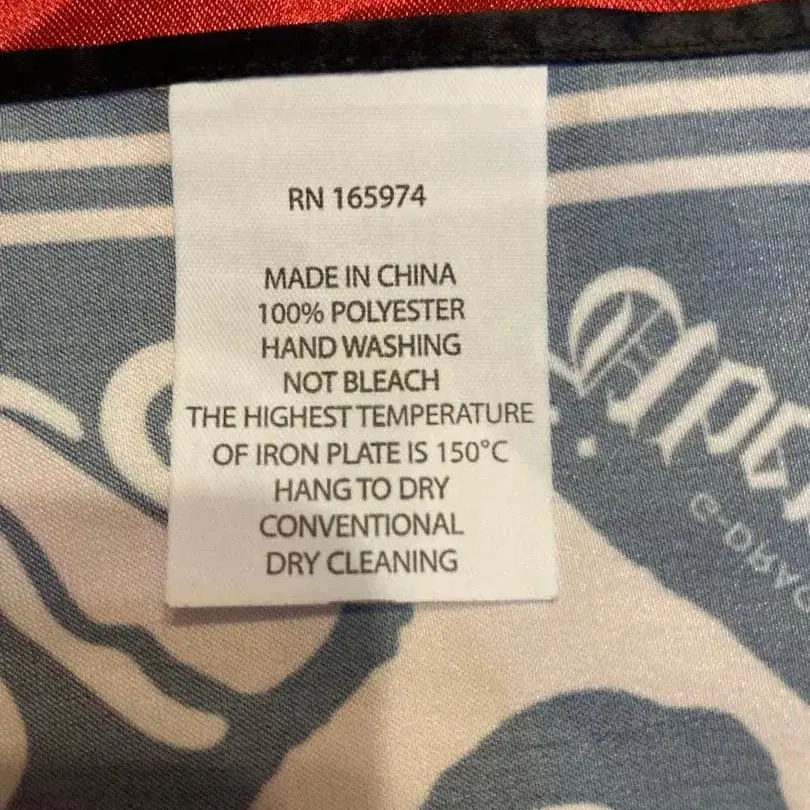 RN 165974
MADE IN CHINA
100% POLYESTER
HAND WASHING
NOT BLEACH
THE HIGHEST TEMPERATURE
OF IRON PLATE IS 150°C
HANG TO DRY
CONVENTIONAL
DRY CLEANING